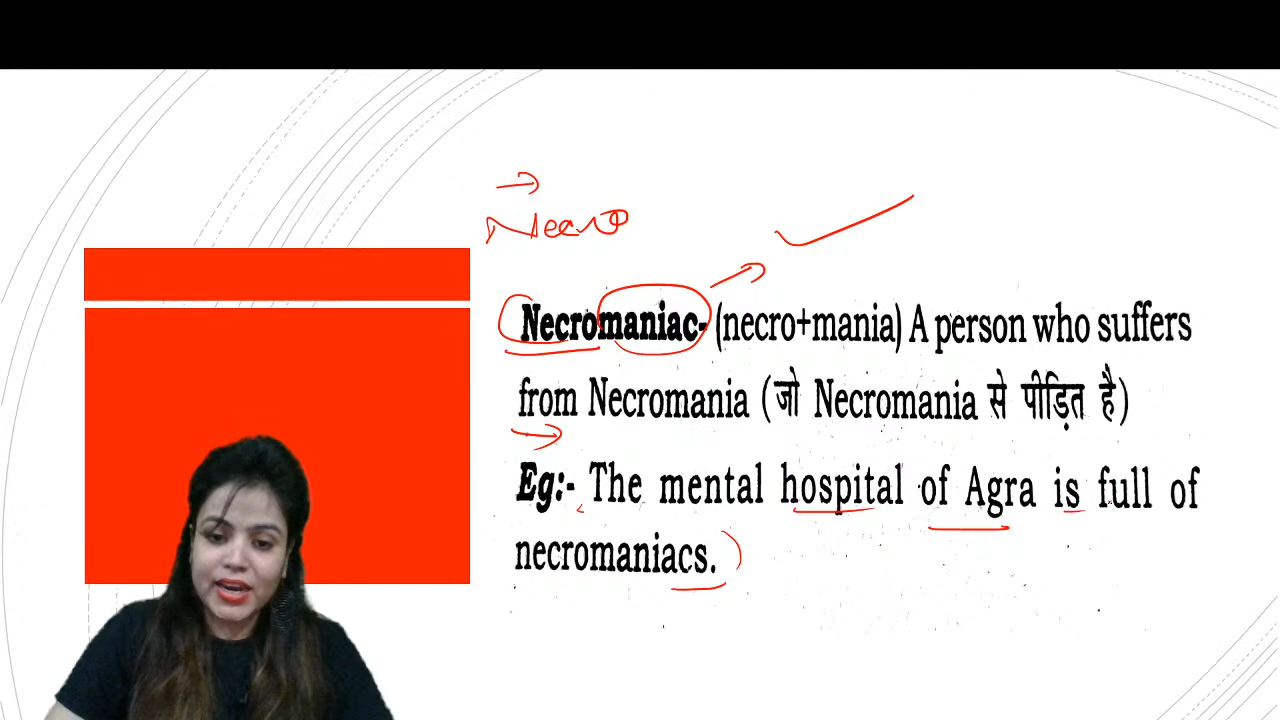 Necro
Necromaniac- (necro+mania) A person who suffers
from Necromania (जो Necromania से पीड़ित है)
Eg:- The mental hospital of Agra is full of
necromaniacs.